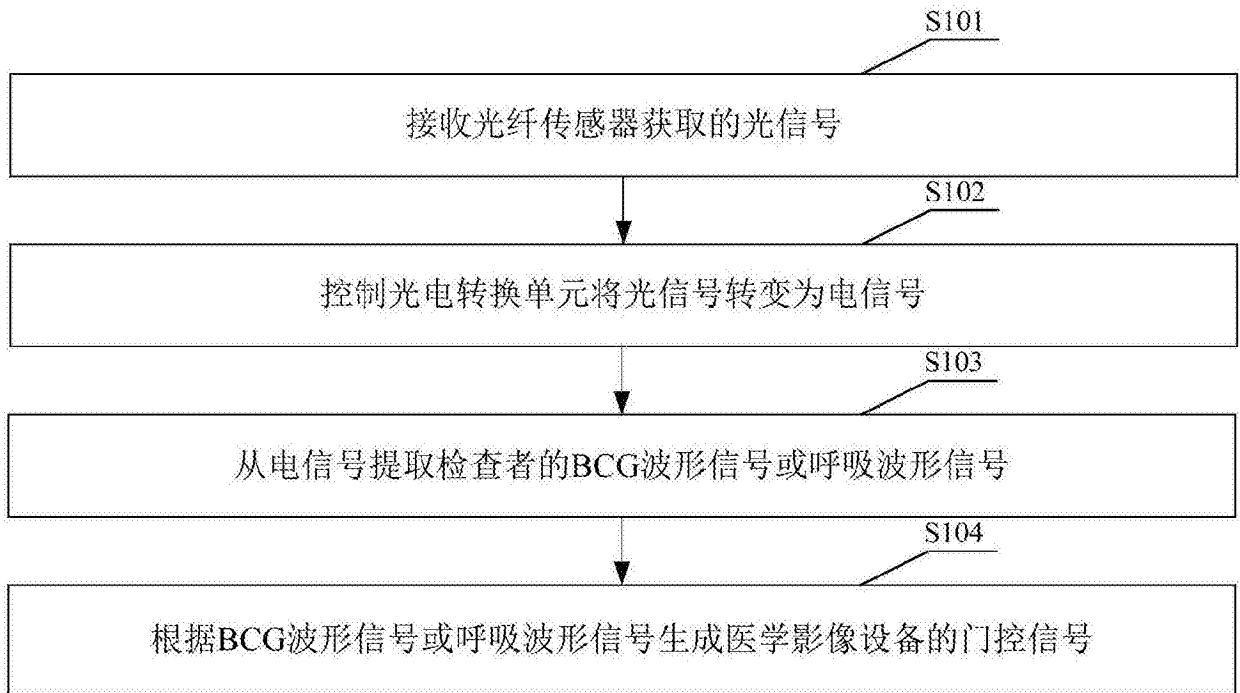 S101
接收光纤传感器获取的光信号
S102
控制光电转换单元将光信号转变为电信号
S103
从电信号提取检查者的BCG波形信号或呼吸波形信号
S104
根据BCG波形信号或呼吸波形信号生成医学影像设备的门控信号